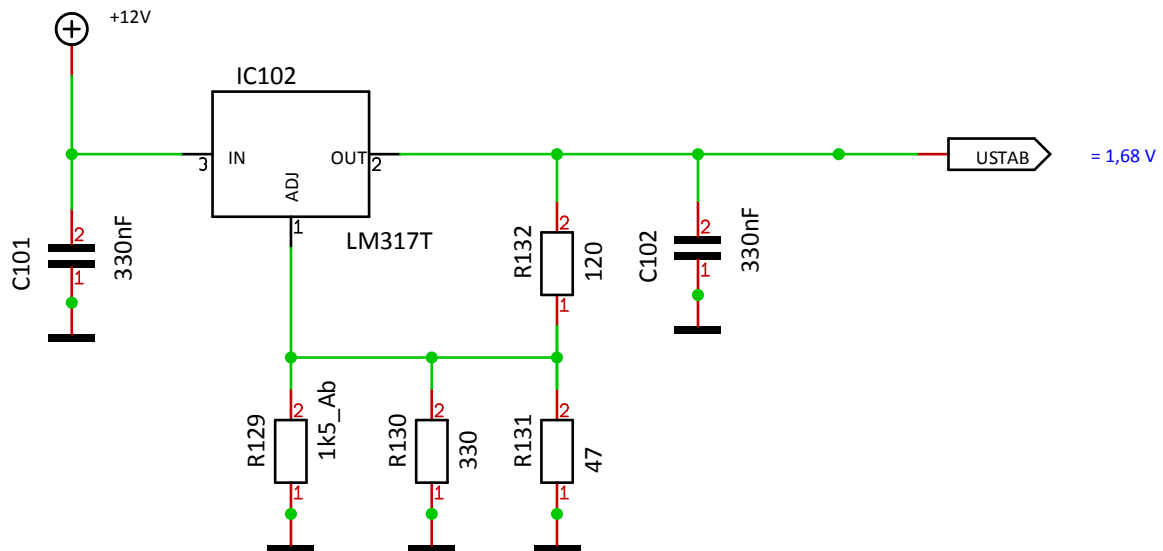 +12V
IC102
3
IN
OUT
2
ADJ
1
LM317T
USTAB
= 1,68 V
C101
2
1
330nF
R132
2
1
120
C102
2
1
330nF
R129
2
1
1k5_Ab
R130
2
1
330
R131
2
1
47